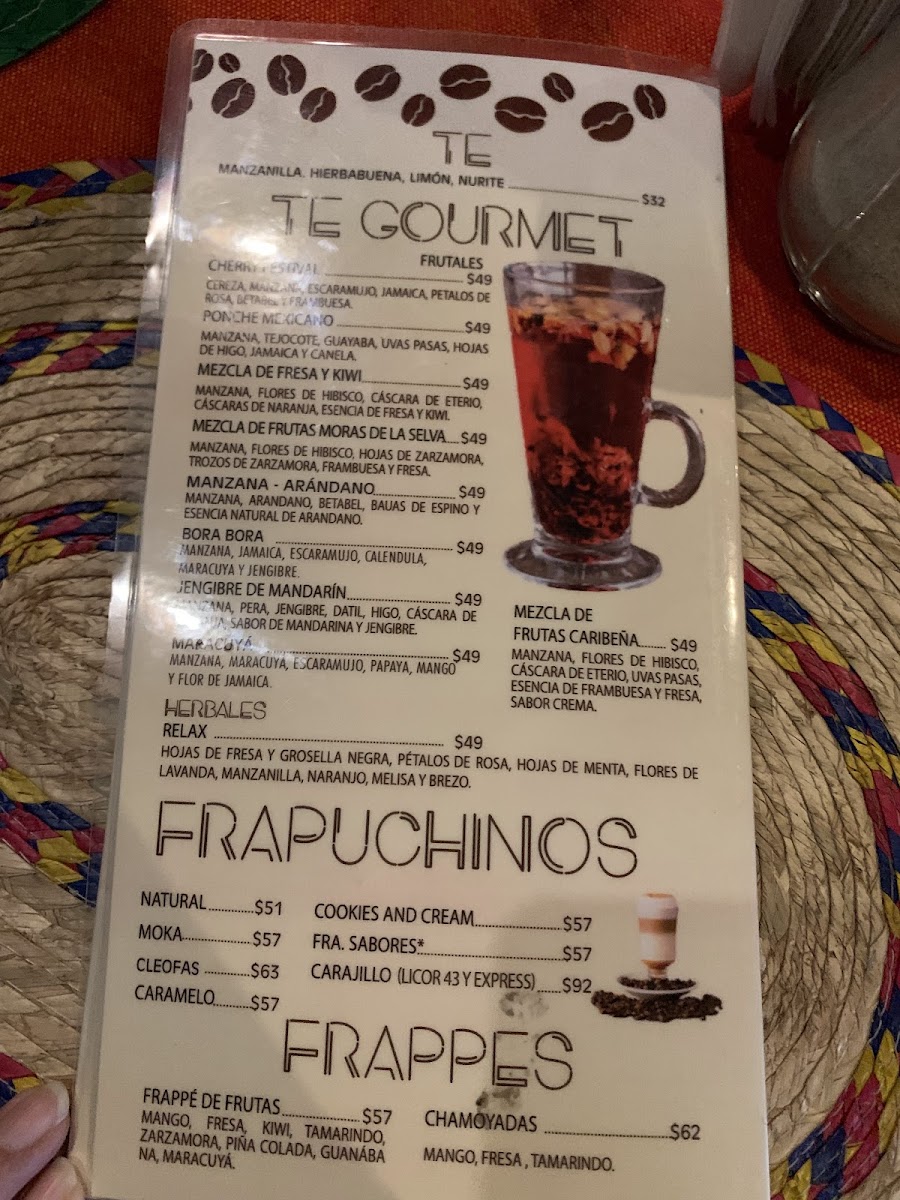 TE
MANZANILLA. HIERBABUENA, LIMÓN, NURITE $32
TE GOURMET
FRUTALES
CHERRY FESTIVAL $49
CEREZA, MANZANA, ESCARAMUJO, JAMAICA, PETALOS DE
ROSA, BETABEL Y FRAMBUESA.
PONCHE MEXICANO $49
MANZANA, TEJOCOTE, GUAYABA, UVAS PASAS, HOJAS
DE HIGO, JAMAICA Y CANELA.
MEZCLA DE FRESA Y KIWI $49
MANZANA, FLORES DE HIBISCO, CÁSCARA DE ETERIO,
CÁSCARAS DE NARANJA, ESENCIA DE FRESA Y KIWI.
MEZCLA DE FRUTAS MORAS DE LA SELVA $49
MANZANA, FLORES DE HIBISCO, HOJAS DE ZARZAMORA,
TROZOS DE ZARZAMORA, FRAMBUESA Y FRESA.
MANZANA - ARÁNDANO $49
MANZANA, ARANDANO, BETABEL, BAUAS DE ESPINO Y
ESENCIA NATURAL DE ARANDANO.
BORA BORA $49
MANZANA, JAMAICA, ESCARAMUJO, CALENDULA,
MARACUYA Y JENGIBRE.
JENGIBRE DE MANDARÍN $49
MANZANA, PERA, JENGIBRE, DATIL, HIGO, CÁSCARA DE
SABOR DE MANDARINA Y JENGIBRE.
MARACUYÁ $49
MANZANA, MARACUYA, ESCARAMUJO, PAPAYA, MANGO
Y FLOR DE JAMAICA.
MEZCLA DE
FRUTAS CARIBEÑA $49
MANZANA, FLORES DE HIBISCO,
CÁSCARA DE ETERIO, UVAS PASAS,
ESENCIA DE FRAMBUESA Y FRESA,
SABOR CREMA.
HERBALES
RELAX $49
HOJAS DE FRESA Y GROSELLA NEGRA, PÉTALOS DE ROSA, HOJAS DE MENTA, FLORES DE
LAVANDA, MANZANILLA, NARANJO, MELISA Y BREZO.
FRAPUCHINOS
NATURAL $51
MOKA $57
CLEOFAS $63
CARAMELO $57
COOKIES AND CREAM $57
FRA. SABORES* $57
CARAJILLO (LICOR 43 Y EXPRESS) $92
FRAPPES
FRAPPÉ DE FRUTAS $57
MANGO, FRESA, KIWI, TAMARINDO,
ZARZAMORA, PIÑA COLADA, GUANÁBA
NA, MARACUYÁ.
CHAMOYADAS $62
MANGO, FRESA , TAMARINDO.